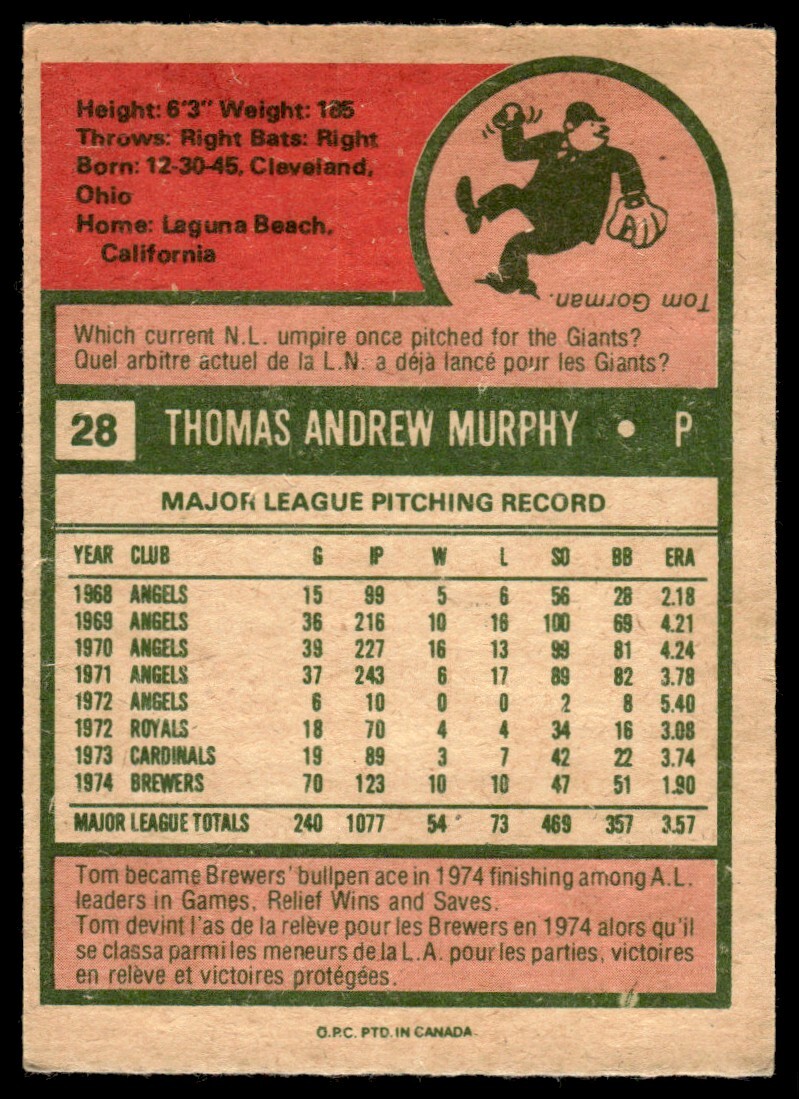 Height: 6'3" Weight: 185
Throws: Right Bats: Right
Born: 12-30-45, Cleveland,
Ohio
Home: Laguna Beach,
California
Tom Gorman.
Which current N.L. umpire once pitched for the Giants?
Quel arbitre actuel de la L.N. a déjà lancé pour les Giants?
28 THOMAS ANDREW MURPHY • P
MAJOR LEAGUE PITCHING RECORD
YEAR CLUB G IP W L SO BB ERA
1968 ANGELS 15 99 5 6 56 28 2.18
1969 ANGELS 36 216 10 16 100 69 4.21
1970 ANGELS 39 227 16 13 99 81 4.24
1971 ANGELS 37 243 6 17 89 82 3.78
1972 ANGELS 6 10 0 0 2 8 5.40
1972 ROYALS 18 70 4 4 34 16 3.08
1973 CARDINALS 19 89 3 7 42 22 3.74
1974 BREWERS 70 123 10 10 47 51 1.90
MAJOR LEAGUE TOTALS 240 1077 54 73 469 357 3.57
Tom became Brewers' bullpen ace in 1974 finishing among A.L.
leaders in Games, Relief Wins and Saves.
Tom devint l'as de la relève pour les Brewers en 1974 alors qu'il
se classa parmi les meneurs de la L.A. pour les parties, victoires
en relève et victoires protégées.
O.P.C. PTD. IN CANADA